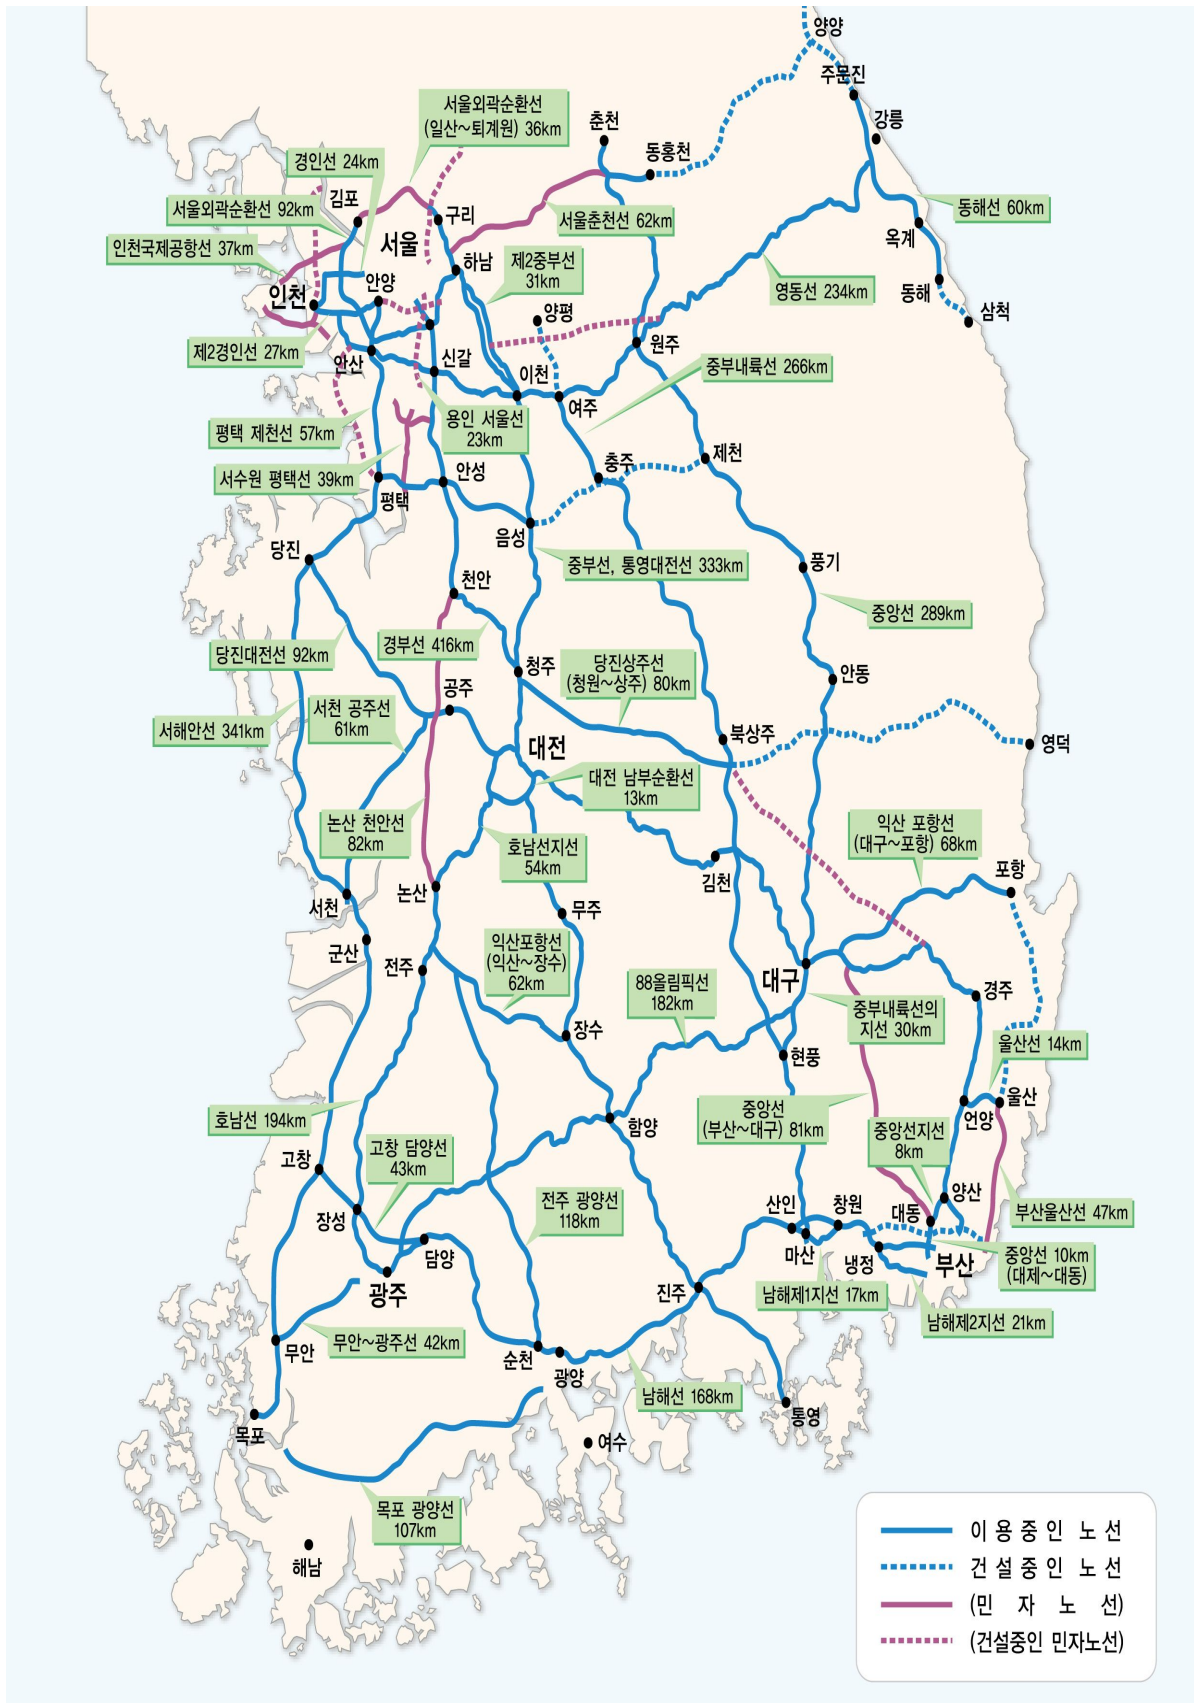 양양
주문진
강릉
서울외곽순환선
(일산~퇴계원) 36km
춘천
동홍천
경인선 24km
김포
구리
서울외곽순환선 92km
서울춘천선 62km
동해선 60km
인천국제공항선 37km
서울
옥계
하남
제2중부선
31km
안양
영동선 234km
동해
인천
양평
삼척
제2경인선 27km
원주
안산
신갈
이천
중부내륙선 266km
여주
용인 서울선
23km
평택 제천선 57km
제천
충주
서수원 평택선 39km
안성
평택
음성
당진
중부선, 통영대전선 333km
풍기
천안
중앙선 289km
당진대전선 92km
경부선 416km
청주
당진상주선
(청원~상주) 80km
안동
공주
서천 공주선
61km
서해안선 341km
북상주
영덕
대전
대전 남부순환선
13km
논산 천안선
82km
익산 포항선
(대구~포항) 68km
호남선지선
54km
김천
포항
논산
서천
무주
군산
익산포항선
(익산~장수)
62km
전주
대구
88올림픽선
182km
경주
중부내륙선의
지선 30km
장수
울산선 14km
현풍
울산
호남선 194km
중앙선
(부산~대구) 81km
언양
함양
중앙선지선
8km
고창
고창 담양선
43km
양산
전주 광양선
118km
산인
창원
대동
부산울산선 47km
장성
담양
마산
냉정
부산
중앙선 10km
(대제~대동)
광주
진주
남해제1지선 17km
남해제2지선 21km
무안~광주선 42km
무안
순천
광양
남해선 168km
통영
목포
여수
목포 광양선
107km
해남
이용중인 노선
건설중인 노선
(민 자 노 선)
(건설중인 민자노선)